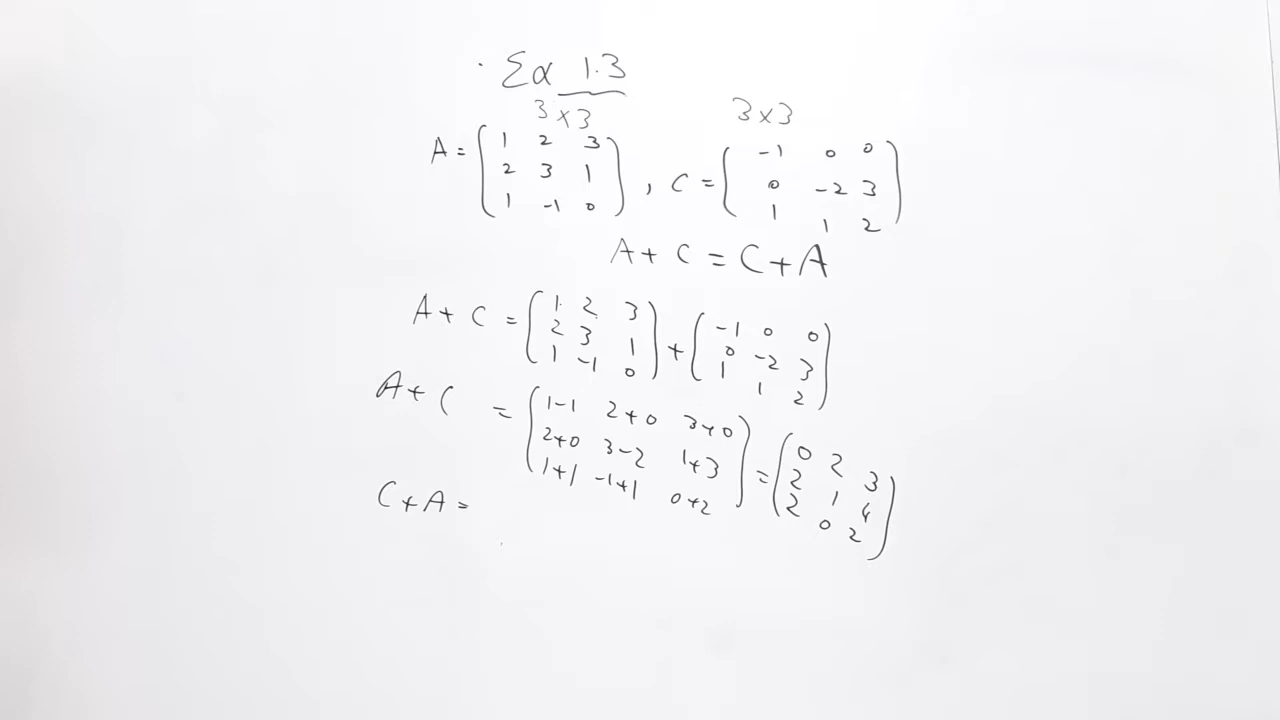 · Σα 1.3
3×3 3×3
A = ( 1 2 3 ) , C = ( -1 0 0 )
( 2 3 1 ) ( 0 -2 3 )
( 1 -1 0 ) ( 1 1 2 )
A + C = C + A
A + C = ( 1 2 3 ) + ( -1 0 0 )
( 2 3 1 ) ( 0 -2 3 )
( 1 -1 0 ) ( 1 1 2 )
A + C = ( 1-1 2+0 3+0 ) = ( 0 2 3 )
( 2+0 3-2 1+3 ) ( 2 1 4 )
( 1+1 -1+1 0+2 ) ( 2 0 2 )
C + A =